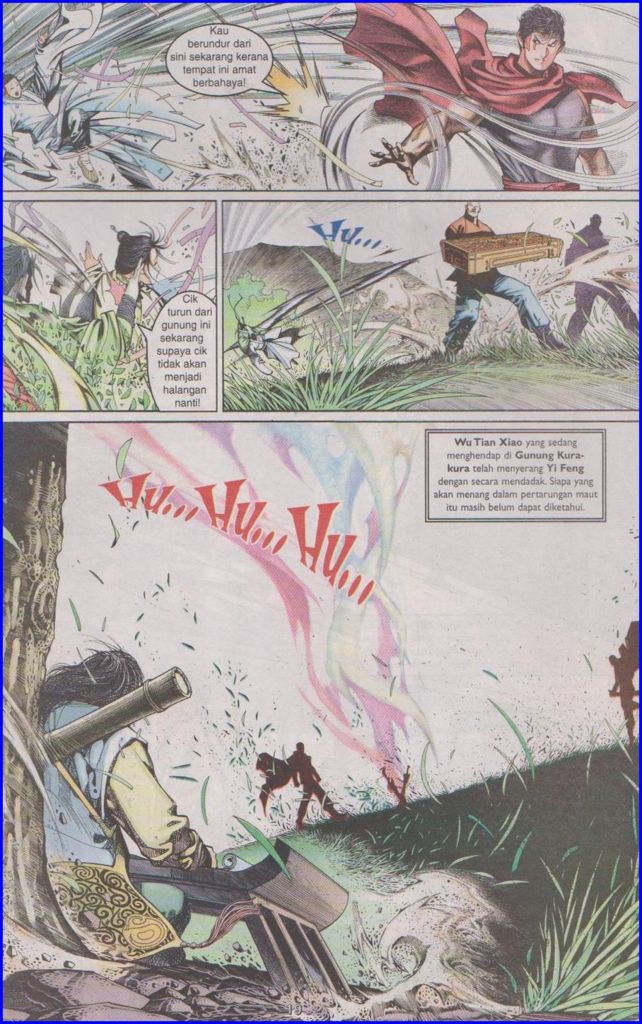 Kau
berundur dari
sini sekarang kerana
tempat ini amat
berbahaya!
Cik
turun dari
gunung ini
sekarang
supaya cik
tidak akan
menjadi
halangan
nanti!
HU...
Wu Tian Xiao yang sedang
menghendap di Gunung Kura-
kura telah menyerang Yi Feng
dengan secara mendadak. Siapa yang
akan menang dalam pertarungan maut
itu masih belum dapat diketahui.
HU... HU... HU...
19